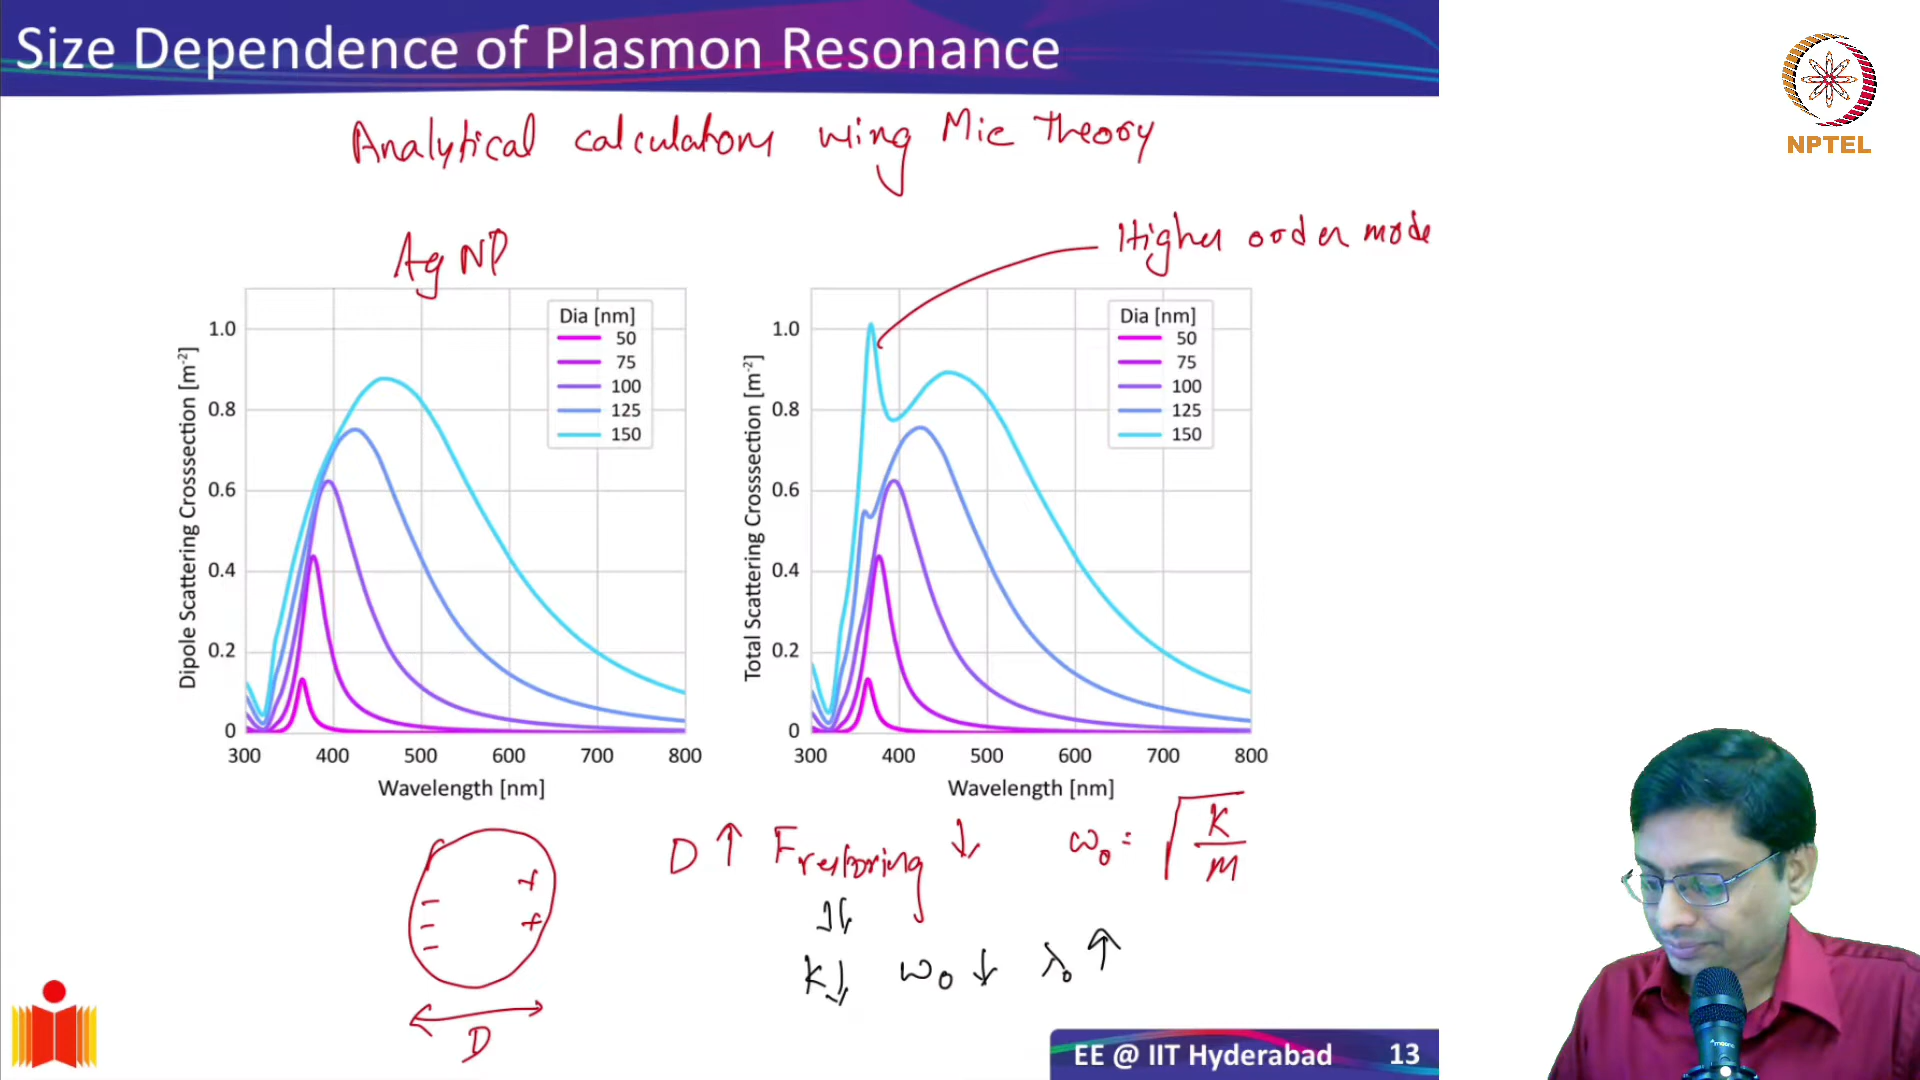 Size Dependence of Plasmon Resonance
NPTEL
Analytical calculations using Mie Theory
Ag NP
Higher order mode
Dipole Scattering Crossection [m-2]
1.0
0.8
0.6
0.4
0.2
0
300 400 500 600 700 800
Wavelength [nm]
Dia [nm]
50
75
100
125
150
Total Scattering Crossection [m-2]
1.0
0.8
0.6
0.4
0.2
0
300 400 500 600 700 800
Wavelength [nm]
Dia [nm]
50
75
100
125
150
D ↑ Frestoring ↓ ω0 = √K/m
K↓ ω0 ↓ λ0 ↑
- + 
- +
-
D
EE @ IIT Hyderabad 13